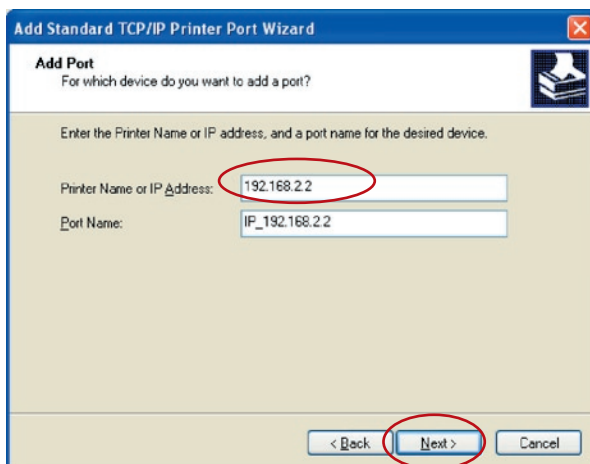 Add Standard TCP/IP Printer Port Wizard
Add Port
For which device do you want to add a port?
Enter the Printer Name or IP address, and a port name for the desired device.
Printer Name or IP Address: 192.168.2.2
Port Name: IP_192.168.2.2
< Back Next > Cancel